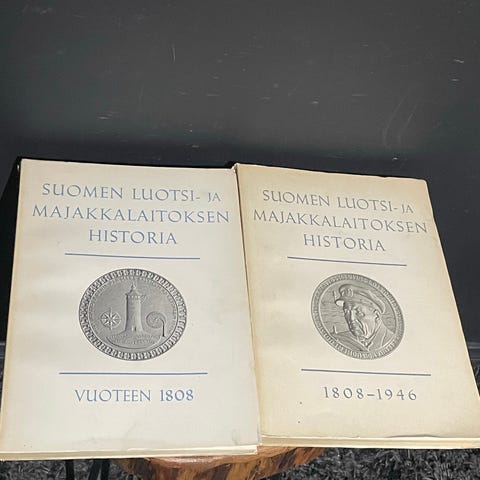 SUOMEN LUOTSI- JA
MAJAKKALAITOKSEN
HISTORIA
VUOTEEN 1808
SUOMEN LUOTSI- JA
MAJAKKALAITOKSEN
HISTORIA
1808-1946